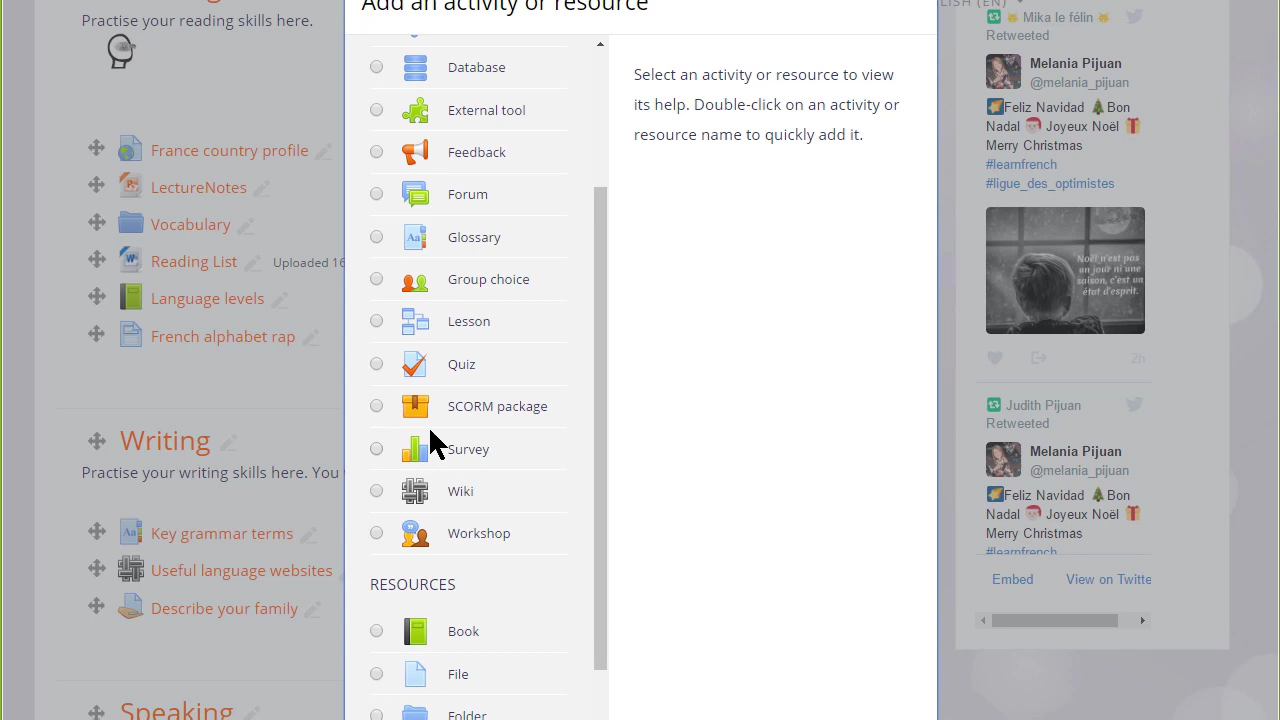 Practise your reading skills here.
France country profile
LectureNotes
Vocabulary
Reading List Uploaded 16
Language levels
French alphabet rap
Writing
Practise your writing skills here. You
Key grammar terms
Useful language websites
Describe your family
Speaking
Add an activity or resource
Database
External tool
Feedback
Forum
Glossary
Group choice
Lesson
Quiz
SCORM package
Survey
Wiki
Workshop
RESOURCES
Book
File
Folder
Select an activity or resource to view
its help. Double-click on an activity or
resource name to quickly add it.
LISH (EN)
Mika le félin
Retweeted
Melania Pijuan
@melania_pijuan
Feliz Navidad Bon
Nadal Joyeux Noël
Merry Christmas
#learnfrench
#ligue_des_optimistes
Noël n'est pas
un jour ni une
saison, c'est un
état d'esprit.
2h
Judith Pijuan
Retweeted
Melania Pijuan
@melania_pijuan
Feliz Navidad Bon
Nadal Joyeux Noël
Merry Christmas
#learnfrench
Embed View on Twitte